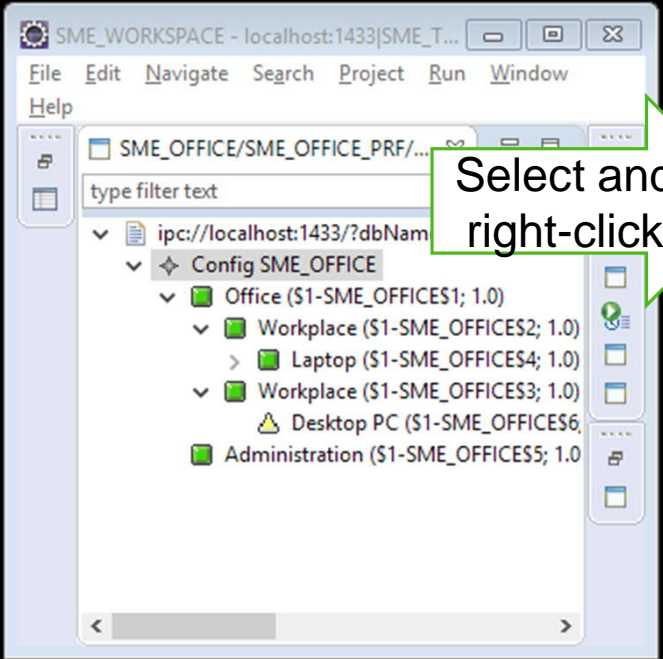 SME_WORKSPACE - localhost:1433|SME_T...
File Edit Navigate Search Project Run Window
Help
SME_OFFICE/SME_OFFICE_PRF/...
type filter text
Select and
right-click
ipc://localhost:1433/?dbNam
Config SME_OFFICE
Office ($1-SME_OFFICE$1; 1.0)
Workplace ($1-SME_OFFICE$2; 1.0)
Laptop ($1-SME_OFFICE$4; 1.0)
Workplace ($1-SME_OFFICE$3; 1.0)
Desktop PC ($1-SME_OFFICE$6;
Administration ($1-SME_OFFICE$5; 1.0